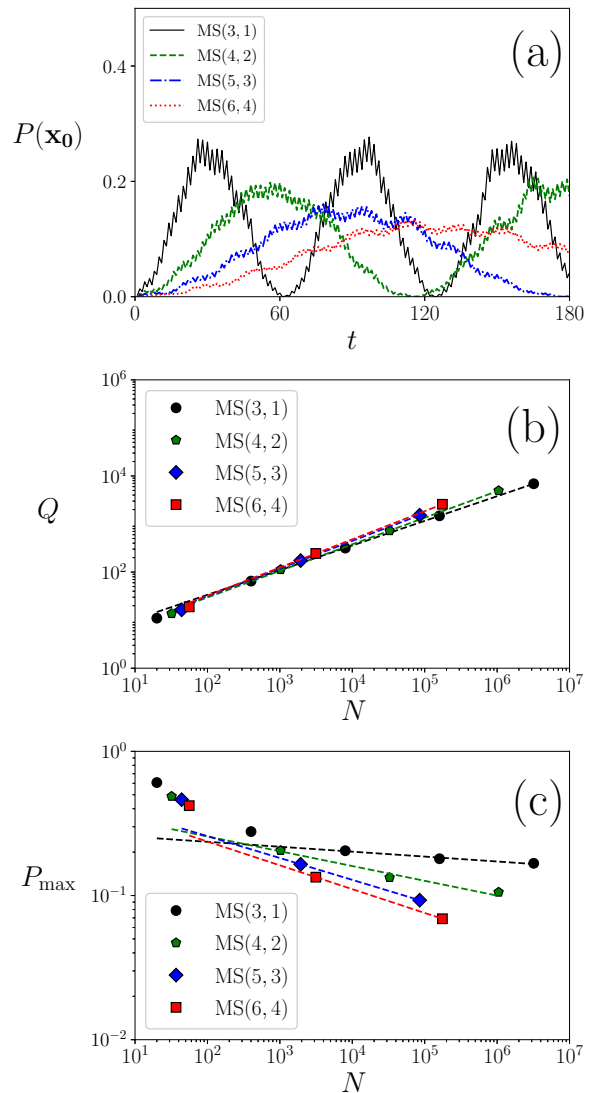 (a)
MS(3, 1)
MS(4, 2)
MS(5, 3)
MS(6, 4)
P(x₀)
0.4
0.2
0.0
0 60 120 180
t
(b)
MS(3, 1)
MS(4, 2)
MS(5, 3)
MS(6, 4)
Q
10⁶
10⁴
10²
10⁰
10¹ 10² 10³ 10⁴ 10⁵ 10⁶ 10⁷
N
(c)
P_max
10⁰
10⁻¹
10⁻²
MS(3, 1)
MS(4, 2)
MS(5, 3)
MS(6, 4)
10¹ 10² 10³ 10⁴ 10⁵ 10⁶ 10⁷
N